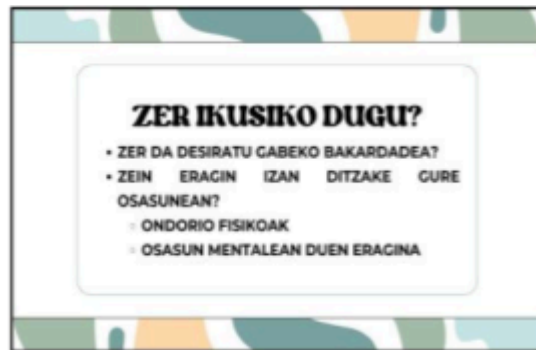 ZER IKUSIKO DUGU?
• ZER DA DESIRATU GABEKO BAKARDADEA?
• ZEIN ERAGIN IZAN DITZAKE GURE
OSASUNEAN?
◦ ONDORIO FISIKOAK
◦ OSASUN MENTALEAN DUEN ERAGINA